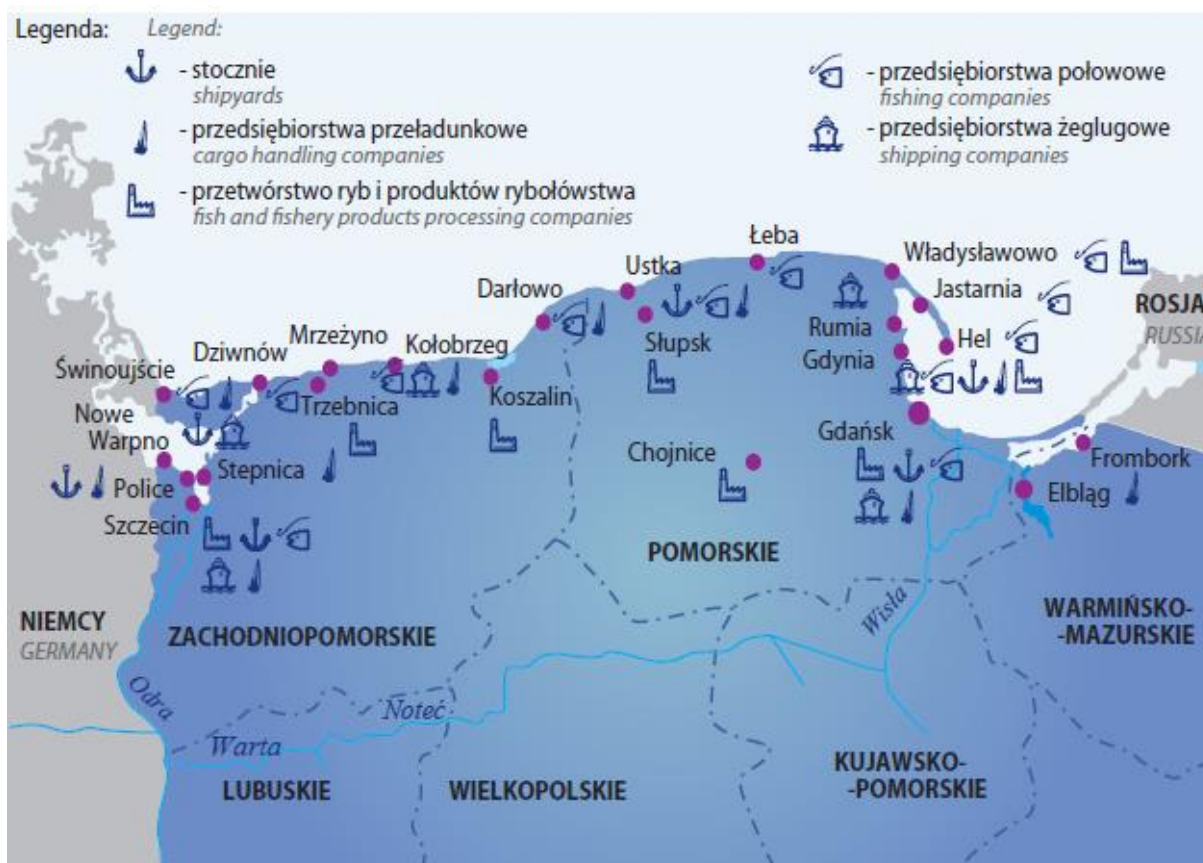 Legenda: Legend:
- stocznie
shipyards
- przedsiębiorstwa przeładunkowe
cargo handling companies
- przetwórstwo ryb i produktów rybołówstwa
fish and fishery products processing companies
- przedsiębiorstwa połowowe
fishing companies
- przedsiębiorstwa żeglugowe
shipping companies
Łeba
Władysławowo
Ustka
Jastarnia
Darłowo
ROSJA
RUSSIA
Mrzeżyno
Rumia
Hel
Dziwnów
Kołobrzeg
Słupsk
Gdynia
Świnoujście
Koszalin
Trzebnica
Nowe
Warpno
Gdańsk
Chojnice
Frombork
Stepnica
Police
Elbląg
Szczecin
POMORSKIE
NIEMCY
GERMANY
ZACHODNIOPOMORSKIE
Wisła
WARMIŃSKO-
-MAZURSKIE
Odra
Noteć
Warta
LUBUSKIE
WIELKOPOLSKIE
KUJAWSKO-
-POMORSKIE